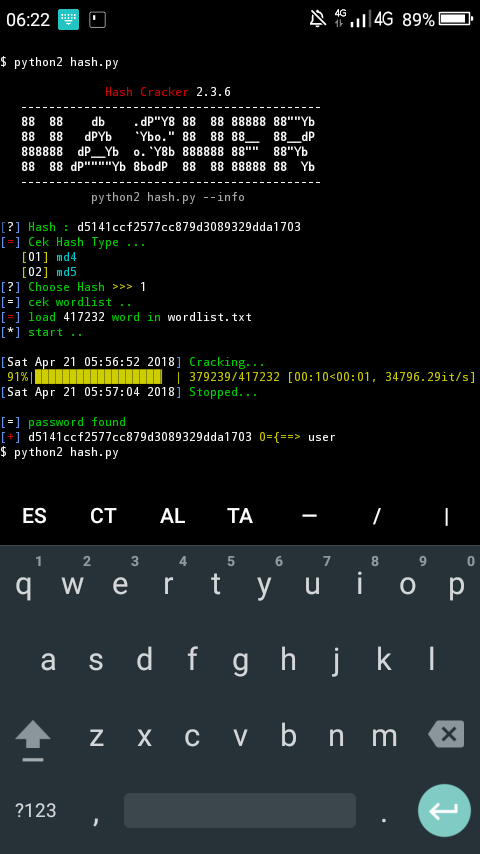 06:22 4G 4G 89%
$ python2 hash.py
Hash Cracker 2.3.6
---------------------------------------------
88  88    db    .dP"Y8 88  88 88888 88""Yb
88  88   dPYb   `Ybo." 88  88 88__  88__dP
888888  dP__Yb  o.`Y8b 888888 88""  88"Yb
88  88 dP""""Yb 8bodP  88  88 88888 88  Yb
---------------------------------------------
python2 hash.py --info
[?] Hash : d5141ccf2577cc879d3089329dda1703
[=] Cek Hash Type ...
[01] md4
[02] md5
[?] Choose Hash >>> 1
[=] cek wordlist ..
[=] load 417232 word in wordlist.txt
[*] start ..
[Sat Apr 21 05:56:52 2018] Cracking...
91%|██████████████████ | 379239/417232 [00:10<00:01, 34796.29it/s]
[Sat Apr 21 05:57:04 2018] Stopped...
[=] password found
[+] d5141ccf2577cc879d3089329dda1703 0={==> user
$ python2 hash.py
ES CT AL TA — / |
1 2 3 4 5 6 7 8 9 0
q w e r t y u i o p
a s d f g h j k l
z x c v b n m
?123 , .